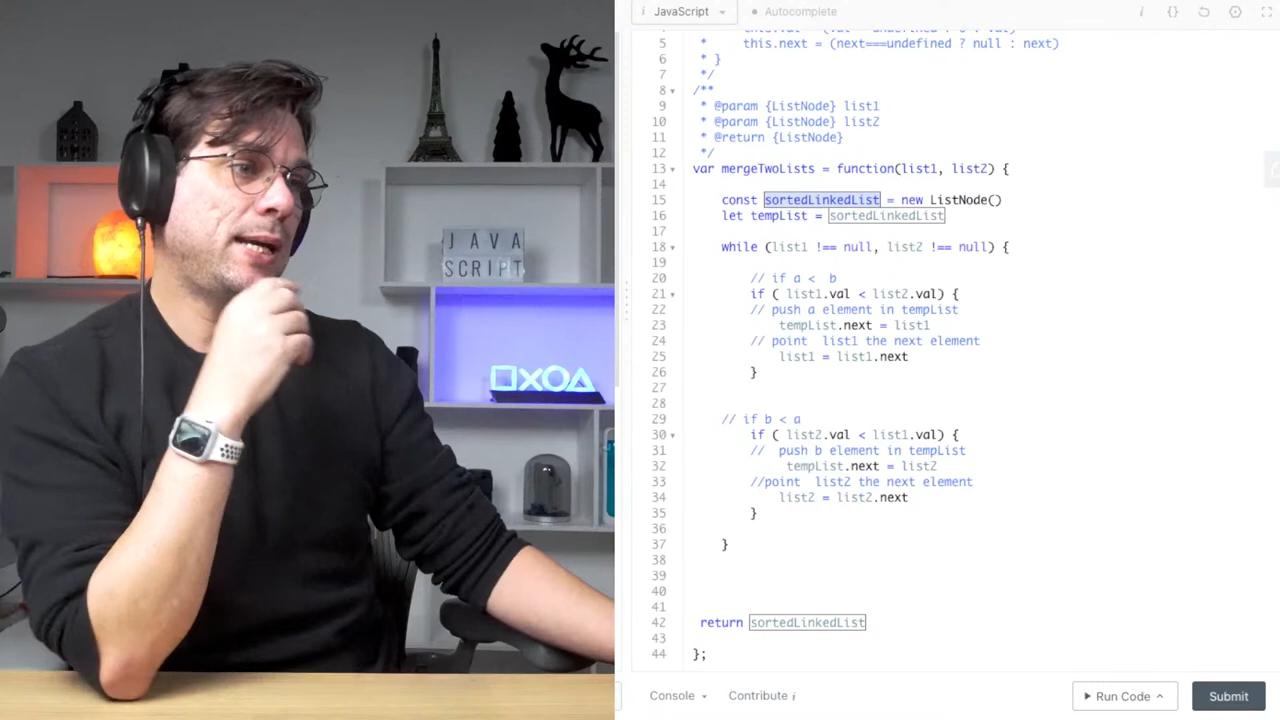 JAVA
SCRIPT
i JavaScript
Autocomplete
i {}
5 * this.next = (next===undefined ? null : next)
6 * }
7 */
8 /**
9 * @param {ListNode} list1
10 * @param {ListNode} list2
11 * @return {ListNode}
12 */
13 var mergeTwoLists = function(list1, list2) {
14
15 const sortedLinkedList = new ListNode()
16 let tempList = sortedLinkedList
17
18 while (list1 !== null, list2 !== null) {
19
20 // if a < b
21 if ( list1.val < list2.val) {
22 // push a element in tempList
23 tempList.next = list1
24 // point list1 the next element
25 list1 = list1.next
26 }
27
28
29 // if b < a
30 if ( list2.val < list1.val) {
31 // push b element in tempList
32 tempList.next = list2
33 //point list2 the next element
34 list2 = list2.next
35 }
36
37 }
38
39
40
41
42 return sortedLinkedList
43
44 };
Console
Contribute i
Run Code
Submit